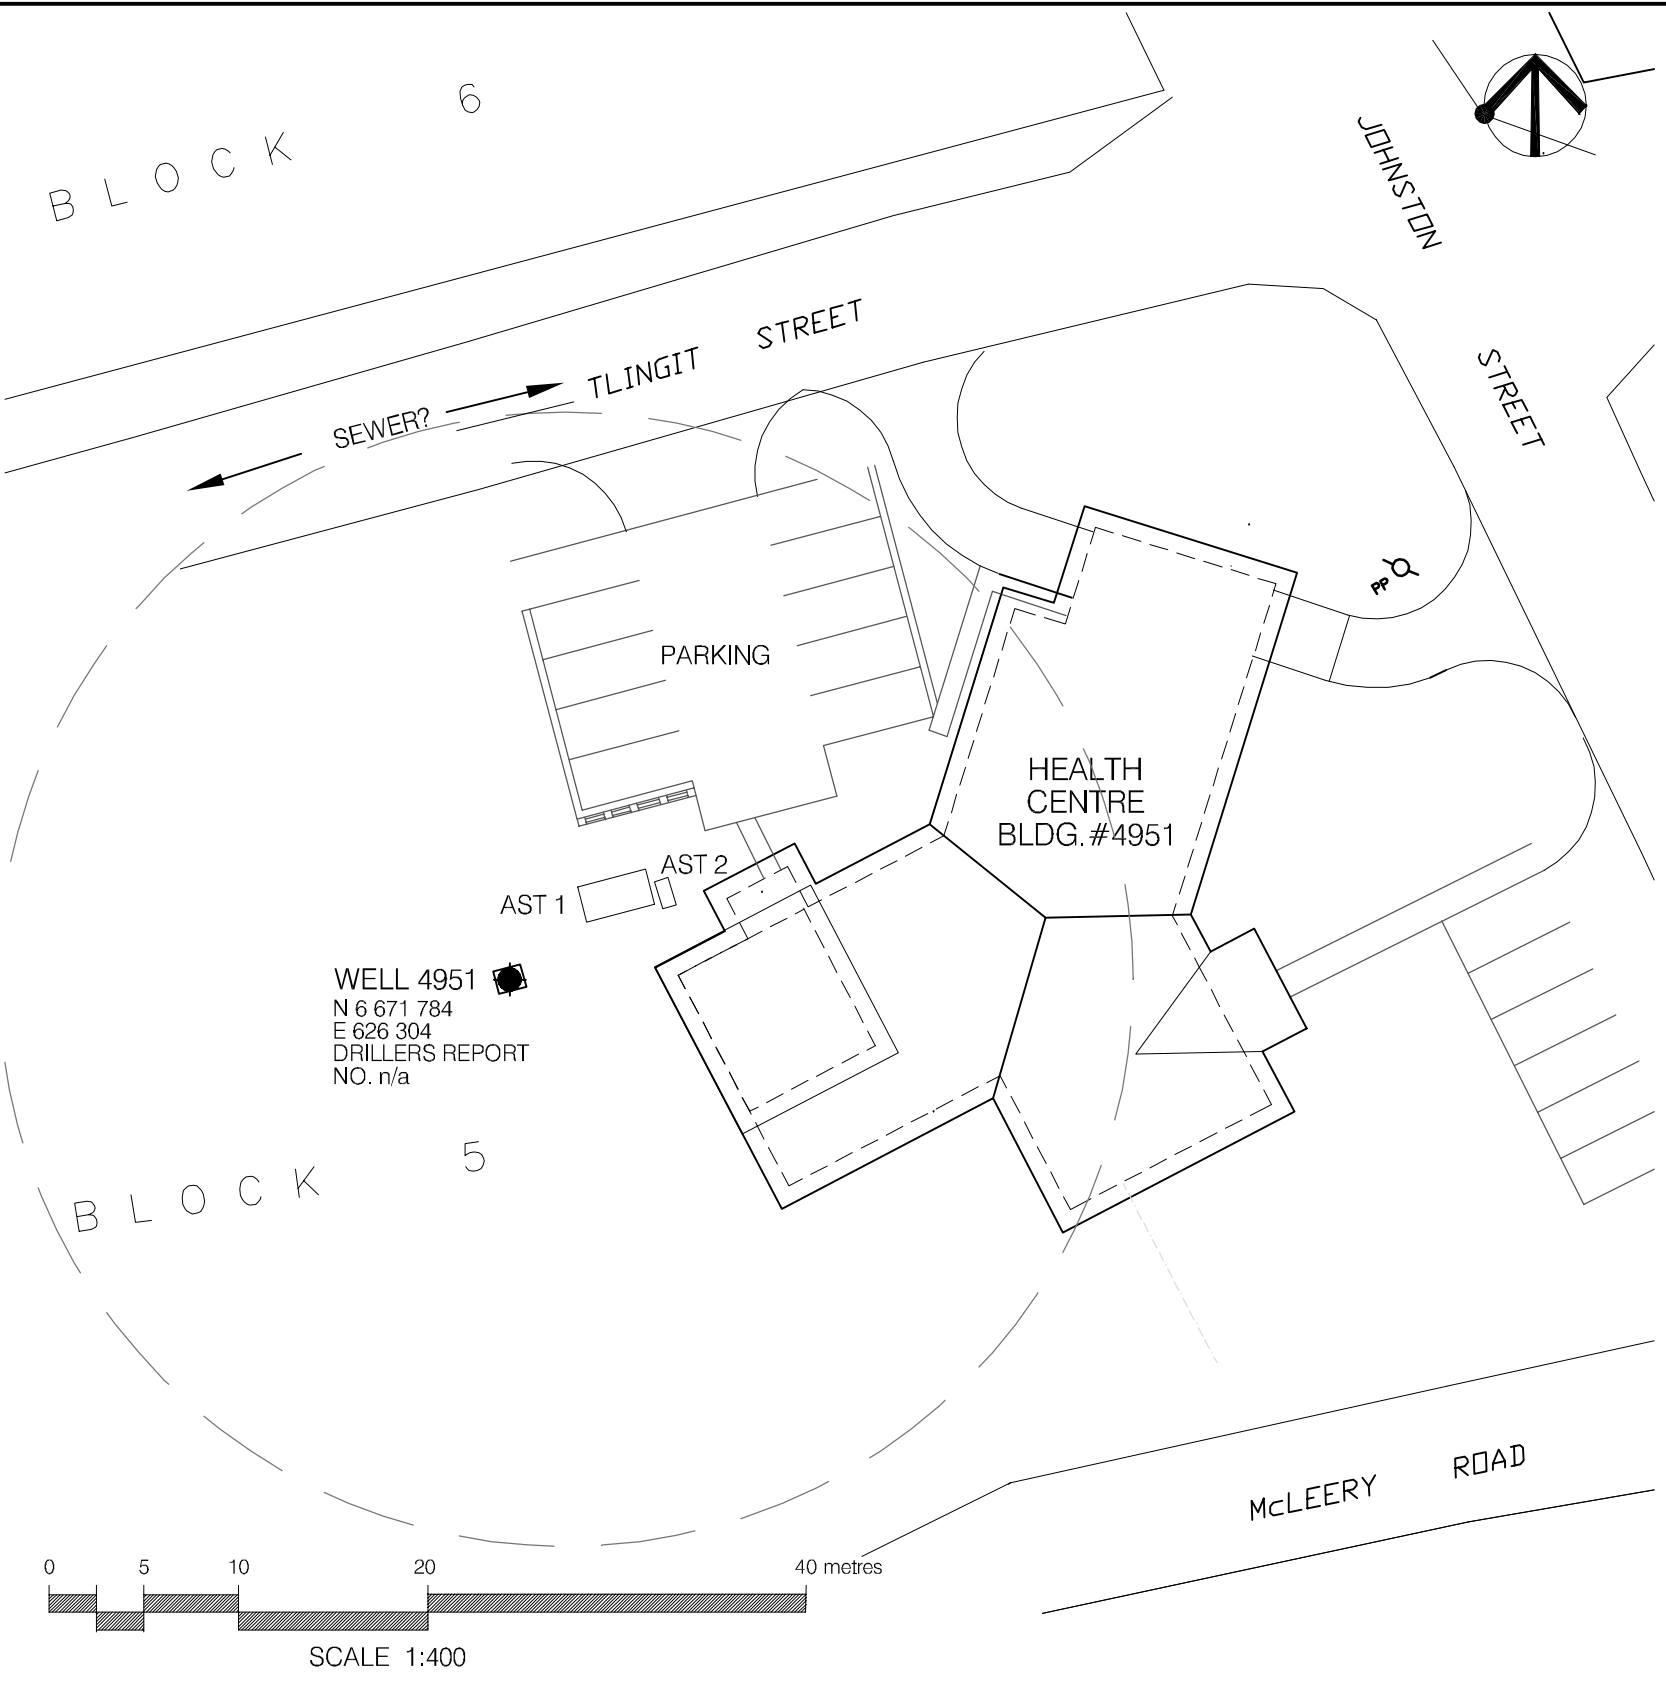 BLOCK 6
JOHNSTON STREET
TLINGIT STREET
SEWER?
PP
PARKING
HEALTH
CENTRE
BLDG. #4951
AST 2
AST 1
WELL 4951
N 6 671 784
E 626 304
DRILLERS REPORT
NO. n/a
BLOCK 5
McLEERY ROAD
0 5 10 20 40 metres
SCALE 1:400